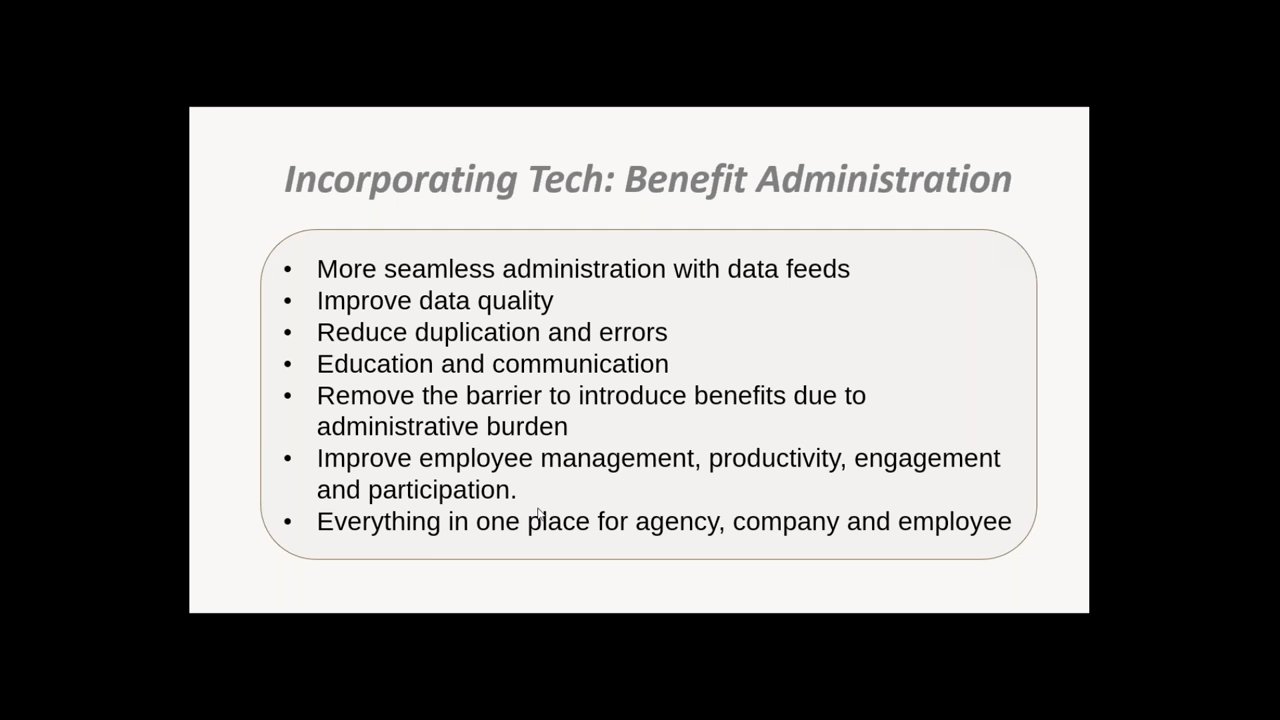 Incorporating Tech: Benefit Administration
• More seamless administration with data feeds
• Improve data quality
• Reduce duplication and errors
• Education and communication
• Remove the barrier to introduce benefits due to
administrative burden
• Improve employee management, productivity, engagement
and participation.
• Everything in one place for agency, company and employee